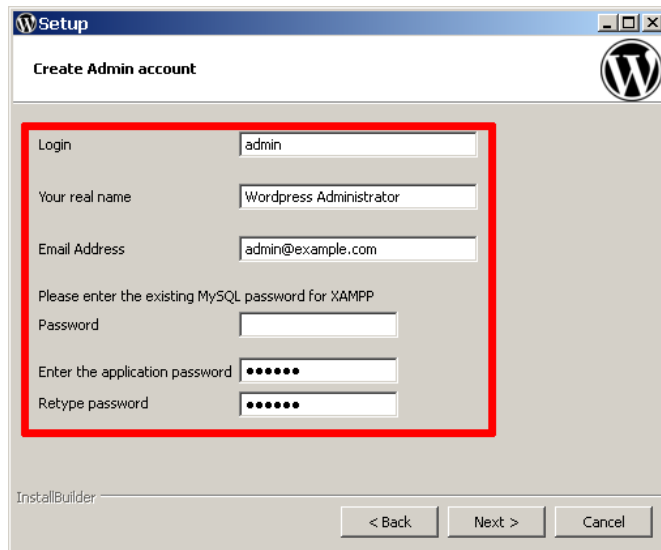 Setup
Create Admin account
Login admin
Your real name Wordpress Administrator
Email Address admin@example.com
Please enter the existing MySQL password for XAMPP
Password
Enter the application password ●●●●●●
Retype password ●●●●●●
InstallBuilder
< Back Next > Cancel